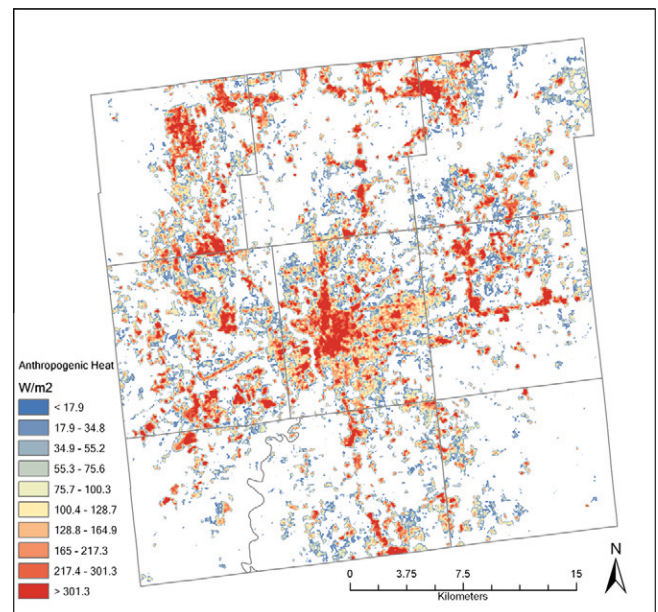 Anthropogenic Heat
W/m2
< 17.9
17.9 - 34.8
34.9 - 55.2
55.3 - 75.6
75.7 - 100.3
100.4 - 128.7
128.8 - 164.9
165 - 217.3
217.4 - 301.3
> 301.3
N
0 3.75 7.5 15
Kilometers